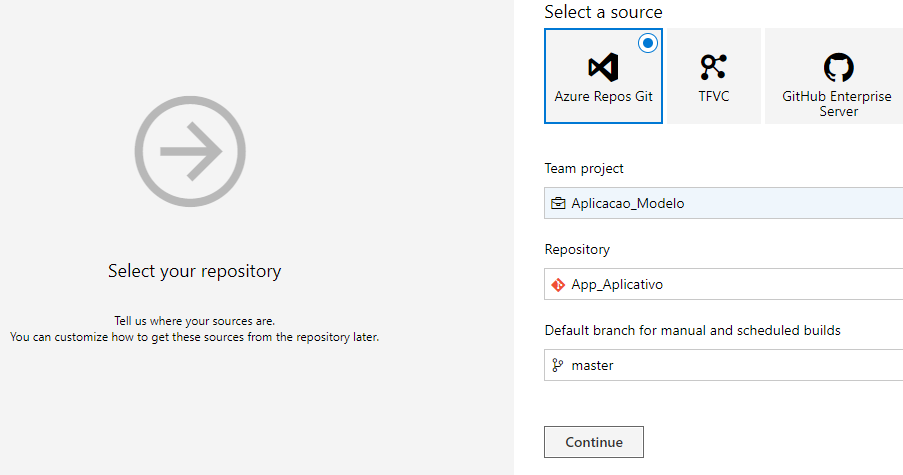 Select your repository
Tell us where your sources are.
You can customize how to get these sources from the repository later.
Select a source
Azure Repos Git
TFVC
GitHub Enterprise
Server
Team project
Aplicacao_Modelo
Repository
App_Aplicativo
Default branch for manual and scheduled builds
master
Continue